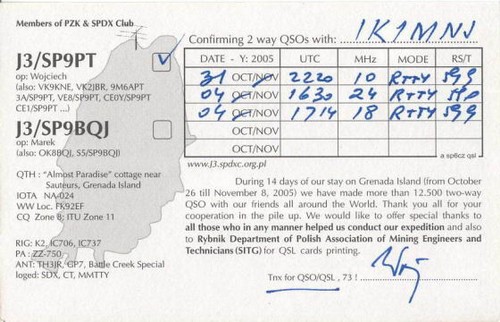 Members of PZK & SPDX Club
Confirming 2 way QSOs with IK1MNJ
J3/SP9PT
op: Wojciech
(also: VK9KNE, VK2JBR, 9M6APT
3A/SP9PT, VE8/SP9PT, CE0Y/SP9PT
CE1/SP9PT)
J3/SP9BQJ
op: Marek
(also: OK8BQJ, S5/SP9BQJ)
QTH : "Almost Paradise" cottage near
Sauteurs, Grenada Island
IOTA NA-024
WW Loc. FK92EF
CQ Zone 8; ITU Zone 11
RIG: K2, IC706, IC737
PA : ZZ-750
ANT: TH3JR, GP7, Battle Creek Special
loged: SDX, CT, MMTTY
DATE - Y: 2005 UTC MHz MODE RS/T
31 OCT/NOV 2220 10 RTTY 599
04 OCT/NOV 1630 24 RTTY
04 OCT/NOV 1714 18 RTTY 599
OCT/NOV
OCT/NOV
www.J3.spdxc.org.pl
a sp6cz qsl
During 14 days of our stay on Grenada Island (from October
26 till November 8, 2005) we have made more than 12.500 two-way
QSO with our friends all around the World. Thank you all for your
cooperation in the pile up. We would like to offer special thanks to
all those who in any manner helped us conduct our expedition and also
to Rybnik Department of Polish Association of Mining Engineers and
Technicians (SITG) for QSL cards printing.
Tnx for QSO/QSL, 73 !